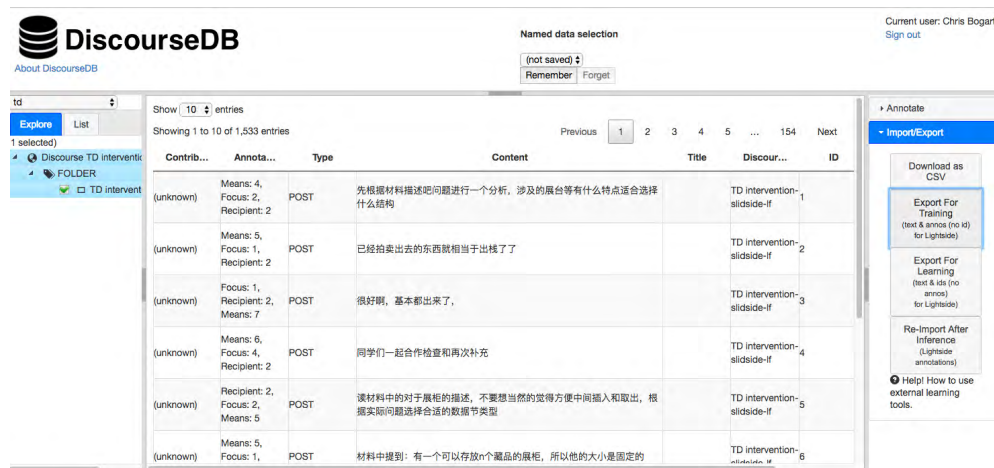 DiscourseDB
About DiscourseDB
Named data selection
(not saved)
Remember Forget
Current user: Chris Bogart
Sign out
td
Explore List
1 selected)
Discourse TD interventic
FOLDER
TD intervent
Show 10 entries
Showing 1 to 10 of 1,533 entries
Previous 1 2 3 4 5 ... 154 Next
Contrib... Annota... Type Content Title Discour... ID
(unknown)
Means: 4,
Focus: 2,
Recipient: 2
POST
先根据材料描述吧问题进行一个分析，涉及的展台等有什么特点适合选择
什么结构
TD intervention-
slidside-lf
1
(unknown)
Means: 5,
Focus: 1,
Recipient: 2
POST
已经拍卖出去的东西就相当于出栈了了
TD intervention-
slidside-lf
2
(unknown)
Focus: 1,
Recipient: 2,
Means: 7
POST
很好啊，基本都出来了，
TD intervention-
slidside-lf
3
(unknown)
Means: 6,
Focus: 4,
Recipient: 2
POST
同学们一起合作检查和再次补充
TD intervention-
slidside-lf
4
(unknown)
Recipient: 2,
Focus: 2,
Means: 5
POST
读材料中的对于展柜的描述，不要想当然的觉得方便中间插入和取出，根
据实际问题选择合适的数据节类型
TD intervention-
slidside-lf
5
(unknown)
Means: 5,
Focus: 1,
POST
材料中提到：有一个可以存放n个藏品的展柜，所以他的大小是固定的
TD intervention-
slidside-lf
6
Annotate
Import/Export
Download as
CSV
Export For
Training
(text & annos (no id)
for Lightside)
Export For
Learning
(text & ids (no
annos)
for Lightside)
Re-Import After
Inference
(Lightside
annotations)
Help! How to use
external learning
tools.